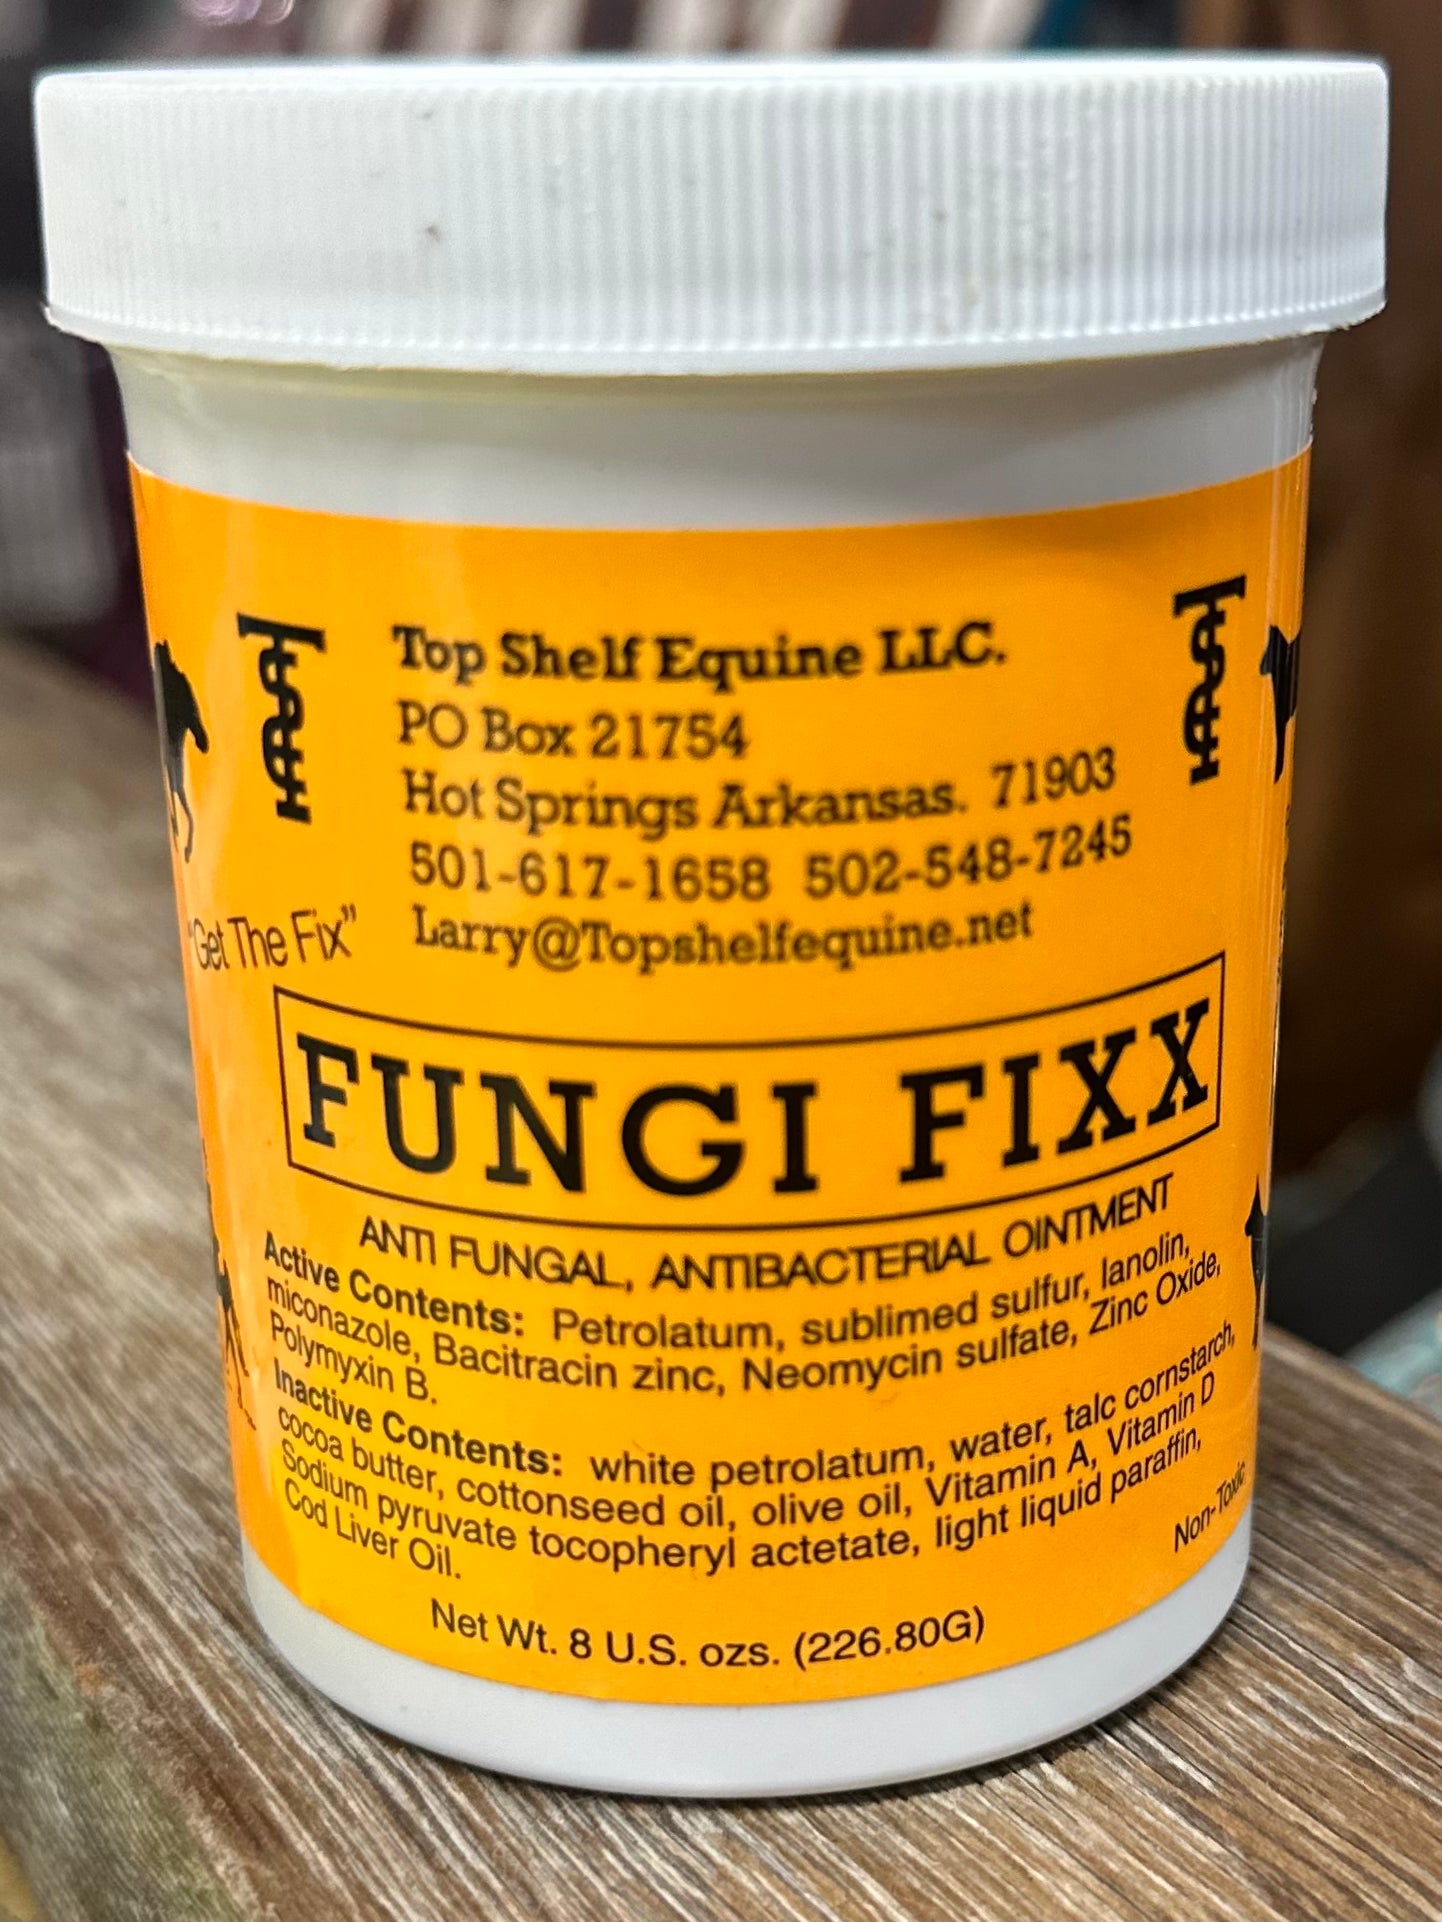 TSE
Top Shelf Equine LLC.
PO Box 21754
Hot Springs Arkansas. 71903
501-617-1658 502-548-7245
Larry@Topshelfequine.net
TSE
"Get The Fix"
FUNGI FIXX
ANTI FUNGAL, ANTIBACTERIAL OINTMENT
Active Contents: Petrolatum, sublimed sulfur, lanolin,
miconazole, Bacitracin zinc, Neomycin sulfate, Zinc Oxide,
Polymyxin B.
Inactive Contents: white petrolatum, water, talc cornstarch,
cocoa butter, cottonseed oil, olive oil, Vitamin A, Vitamin D
Sodium pyruvate tocopheryl actetate, light liquid paraffin,
Cod Liver Oil.
Non-Toxic
Net Wt. 8 U.S. ozs. (226.80G)